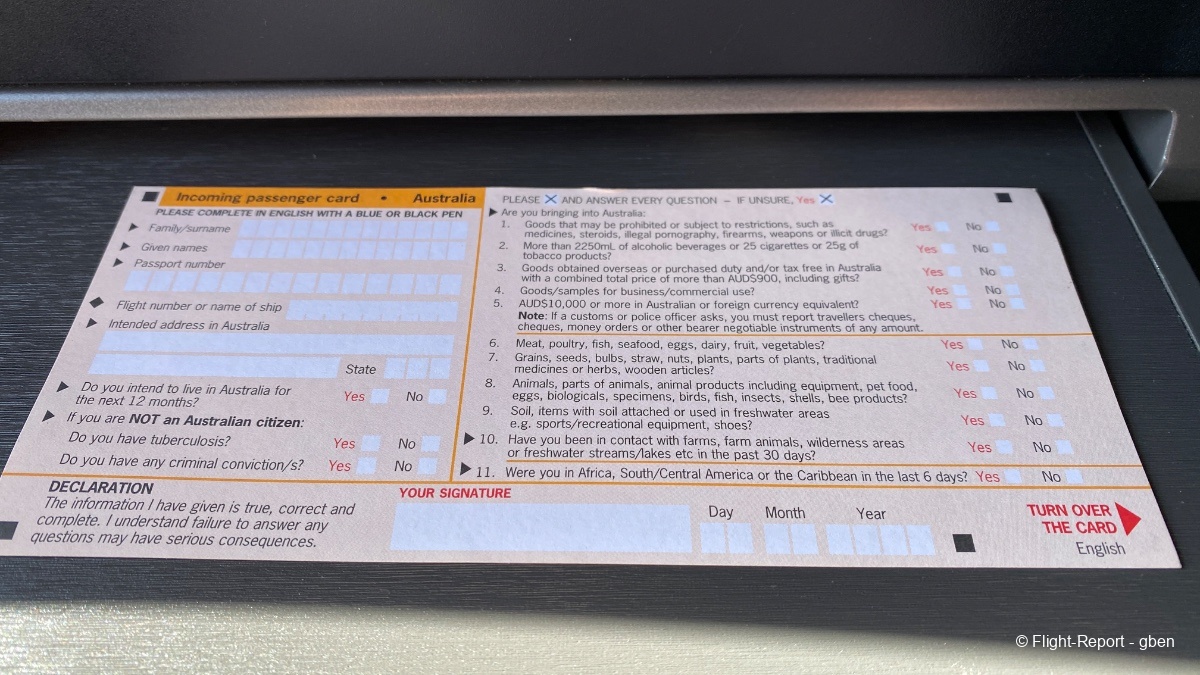 Incoming passenger card • Australia
PLEASE COMPLETE IN ENGLISH WITH A BLUE OR BLACK PEN
Family/surname
Given names
Passport number
Flight number or name of ship
Intended address in Australia
State
Do you intend to live in Australia for
the next 12 months?
Yes No
If you are NOT an Australian citizen:
Do you have tuberculosis? Yes No
Do you have any criminal conviction/s? Yes No
PLEASE X AND ANSWER EVERY QUESTION – IF UNSURE, Yes X
Are you bringing into Australia:
1. Goods that may be prohibited or subject to restrictions, such as
medicines, steroids, illegal pornography, firearms, weapons or illicit drugs? Yes No
2. More than 2250mL of alcoholic beverages or 25 cigarettes or 25g of
tobacco products? Yes No
3. Goods obtained overseas or purchased duty and/or tax free in Australia
with a combined total price of more than AUD$900, including gifts? Yes No
4. Goods/samples for business/commercial use? Yes No
5. AUD$10,000 or more in Australian or foreign currency equivalent? Yes No
Note: If a customs or police officer asks, you must report travellers cheques,
cheques, money orders or other bearer negotiable instruments of any amount.
6. Meat, poultry, fish, seafood, eggs, dairy, fruit, vegetables? Yes No
7. Grains, seeds, bulbs, straw, nuts, plants, parts of plants, traditional
medicines or herbs, wooden articles? Yes No
8. Animals, parts of animals, animal products including equipment, pet food,
eggs, biologicals, specimens, birds, fish, insects, shells, bee products? Yes No
9. Soil, items with soil attached or used in freshwater areas
e.g. sports/recreational equipment, shoes? Yes No
10. Have you been in contact with farms, farm animals, wilderness areas
or freshwater streams/lakes etc in the past 30 days? Yes No
11. Were you in Africa, South/Central America or the Caribbean in the last 6 days? Yes No
DECLARATION
The information I have given is true, correct and
complete. I understand failure to answer any
questions may have serious consequences.
YOUR SIGNATURE
Day Month Year
TURN OVER
THE CARD
English
© Flight-Report - gben